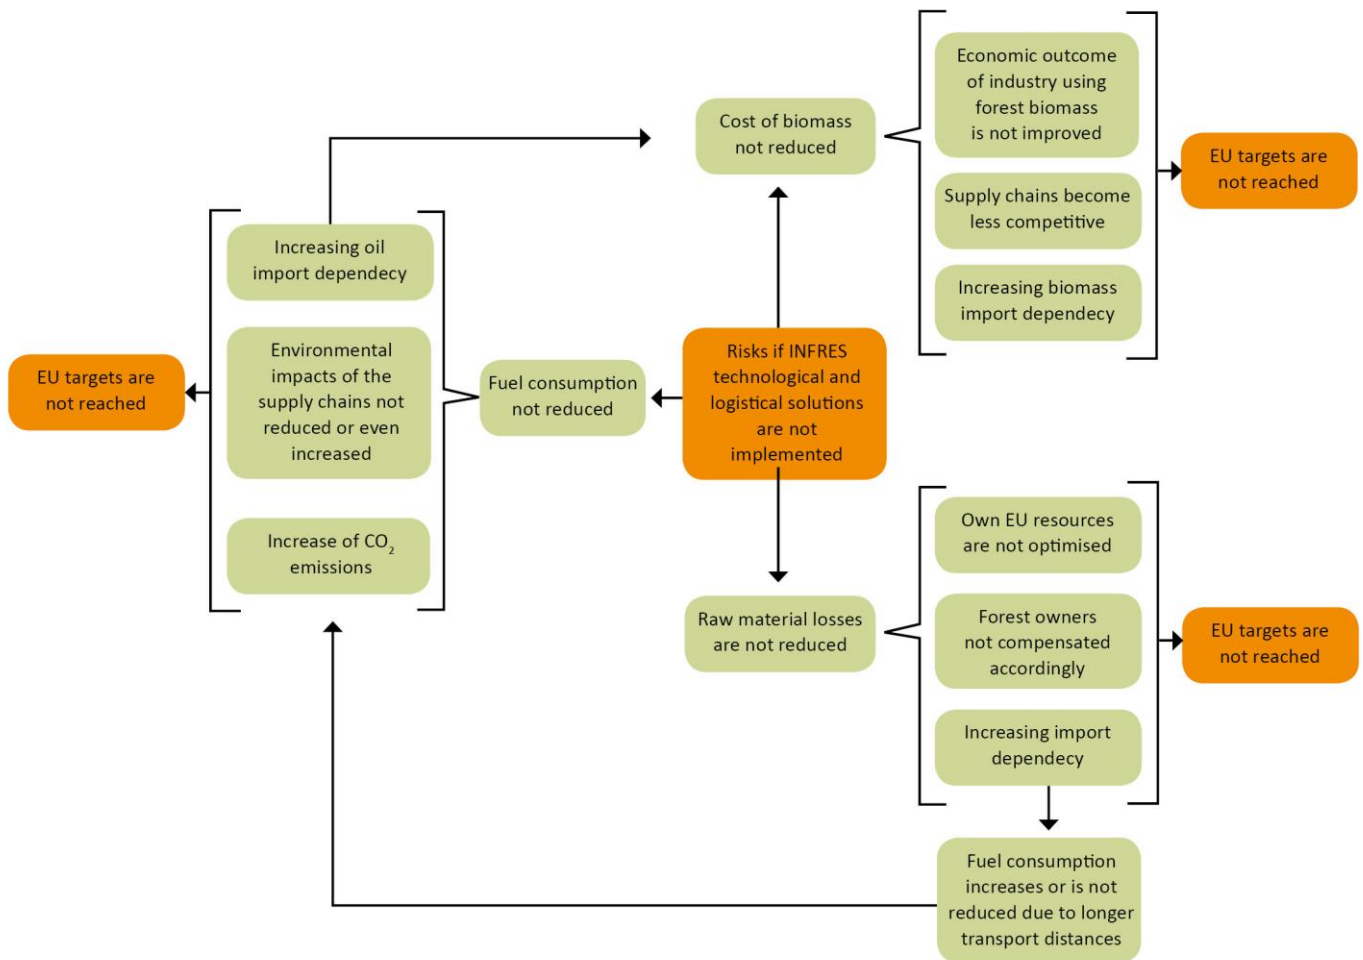 Economic outcome
of industry using
forest biomass
is not improved
Cost of biomass
not reduced
EU targets are
not reached
Supply chains become
less competitive
Increasing oil
import dependecy
Increasing biomass
import dependecy
Environmental
impacts of the
supply chains not
reduced or even
increased
Risks if INFRES
technological and
logistical solutions
are not
implemented
EU targets are
not reached
Fuel consumption
not reduced
Own EU resources
are not optimised
Increase of CO₂
emissions
Raw material losses
are not reduced
Forest owners
not compensated
accordingly
EU targets are
not reached
Increasing import
dependecy
Fuel consumption
increases or is not
reduced due to longer
transport distances